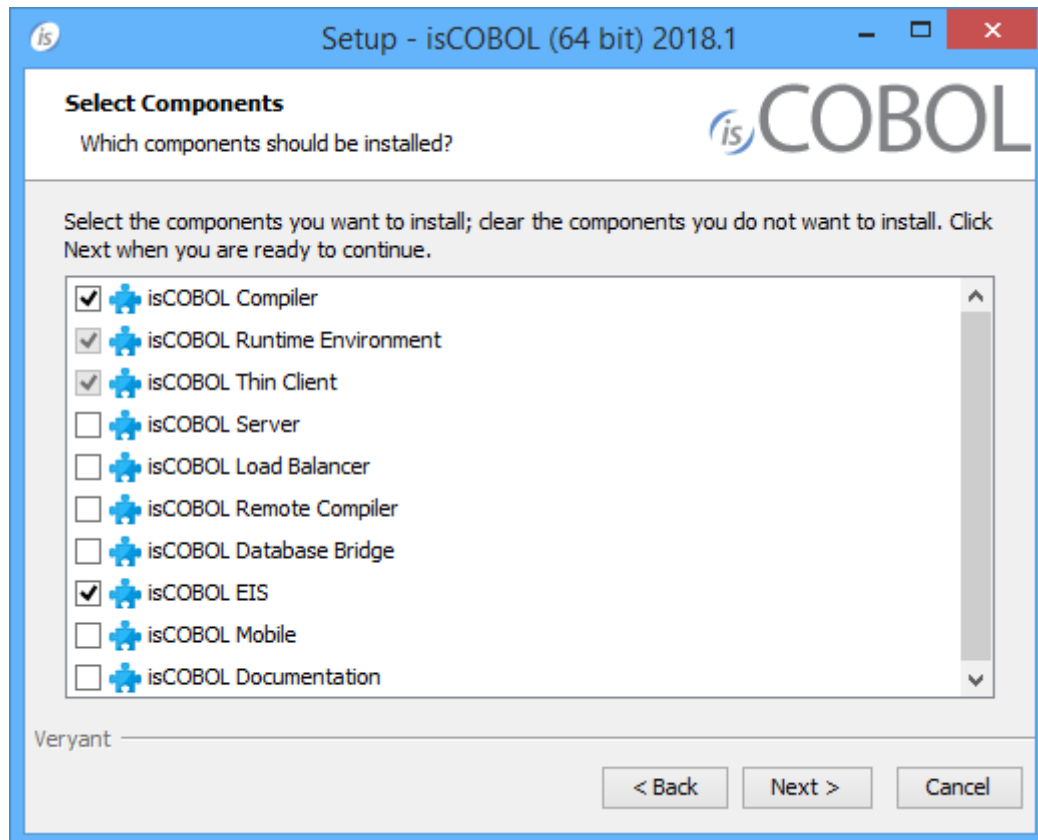 is
Setup - isCOBOL (64 bit) 2018.1
Select Components
Which components should be installed?
is COBOL
Select the components you want to install; clear the components you do not want to install. Click
Next when you are ready to continue.
isCOBOL Compiler
isCOBOL Runtime Environment
isCOBOL Thin Client
isCOBOL Server
isCOBOL Load Balancer
isCOBOL Remote Compiler
isCOBOL Database Bridge
isCOBOL EIS
isCOBOL Mobile
isCOBOL Documentation
Veryant
< Back
Next >
Cancel